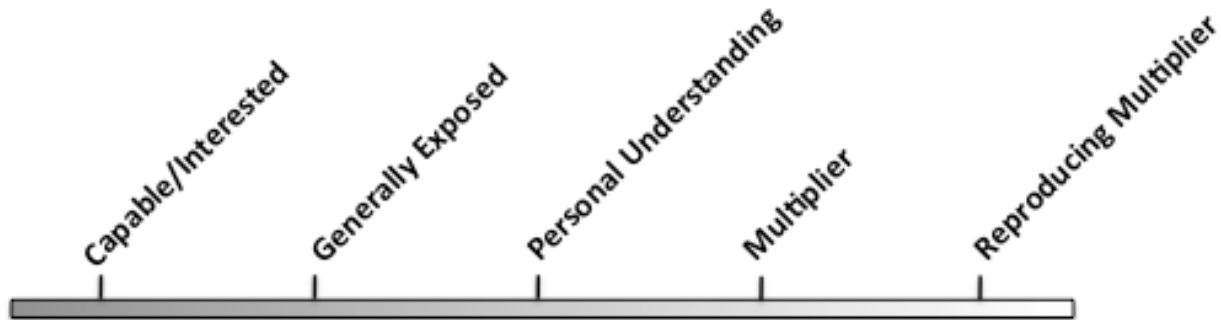 Capable/Interested
Generally Exposed
Personal Understanding
Multiplier
Reproducing Multiplier